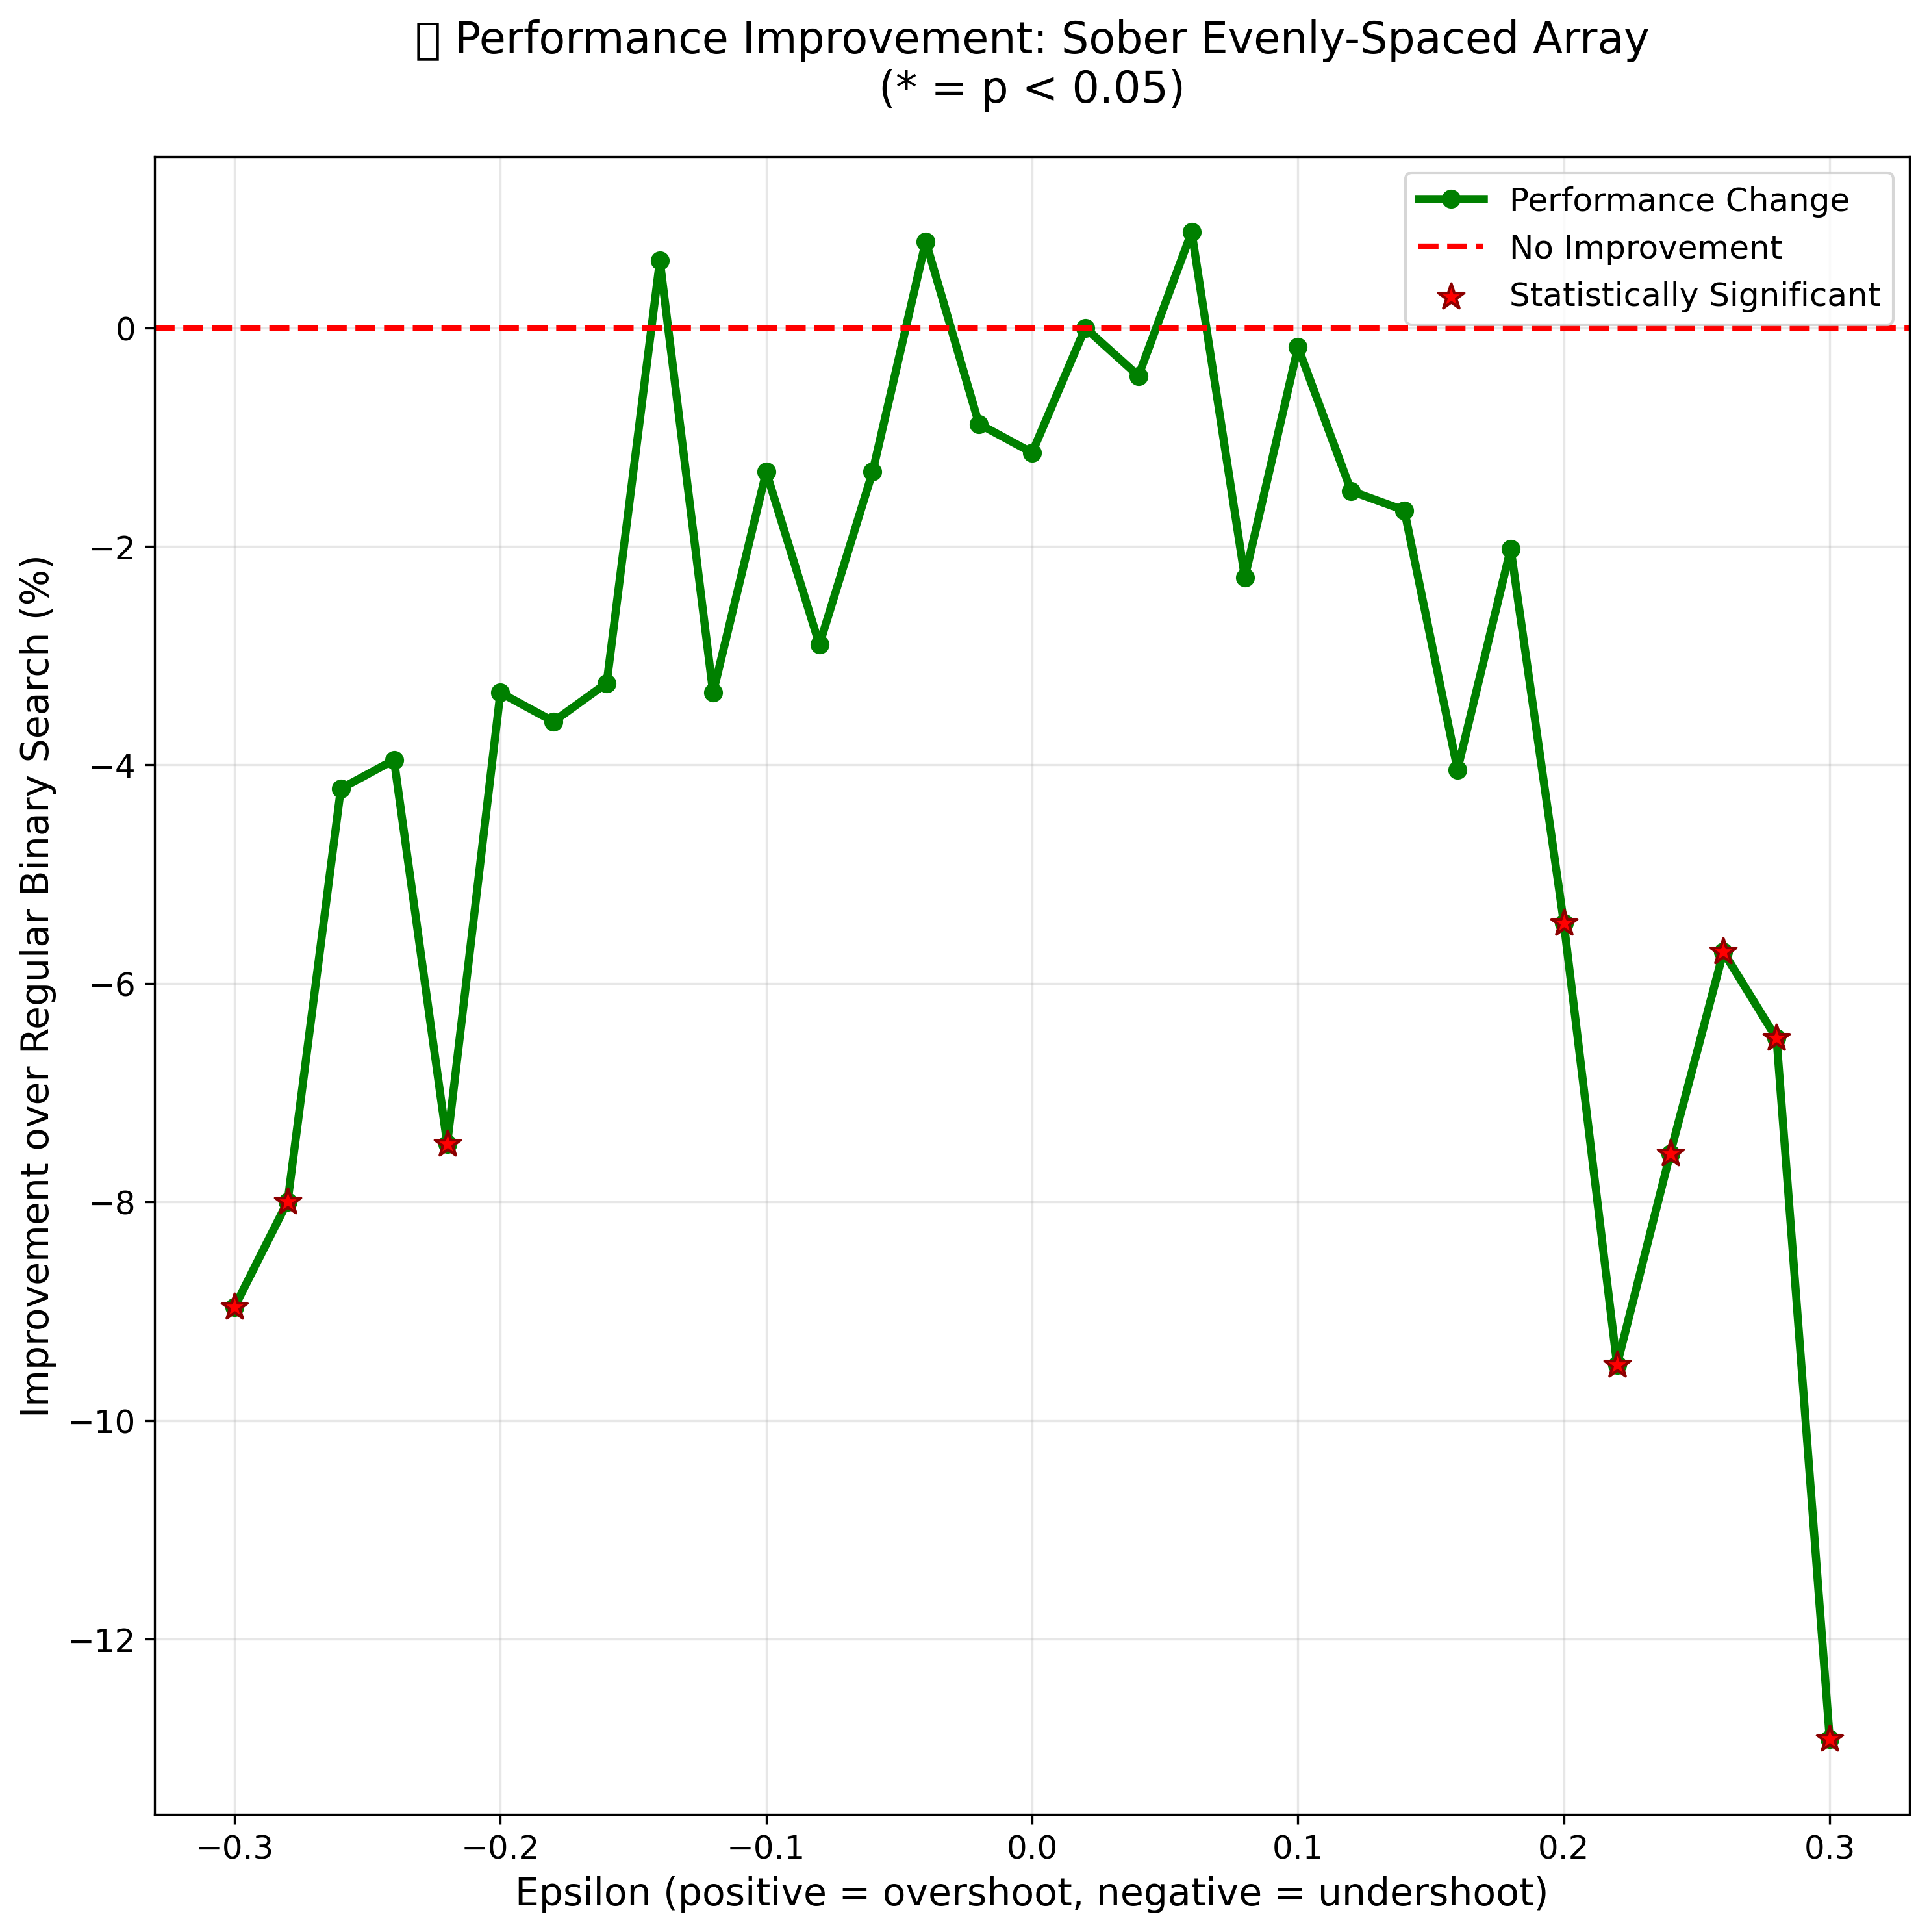 ▯ Performance Improvement: Sober Evenly-Spaced Array
(* = p < 0.05)
Performance Change
No Improvement
Statistically Significant
Improvement over Regular Binary Search (%)
0
−2
−4
−6
−8
−10
−12
−0.3
−0.2
−0.1
0.0
0.1
0.2
0.3
Epsilon (positive = overshoot, negative = undershoot)